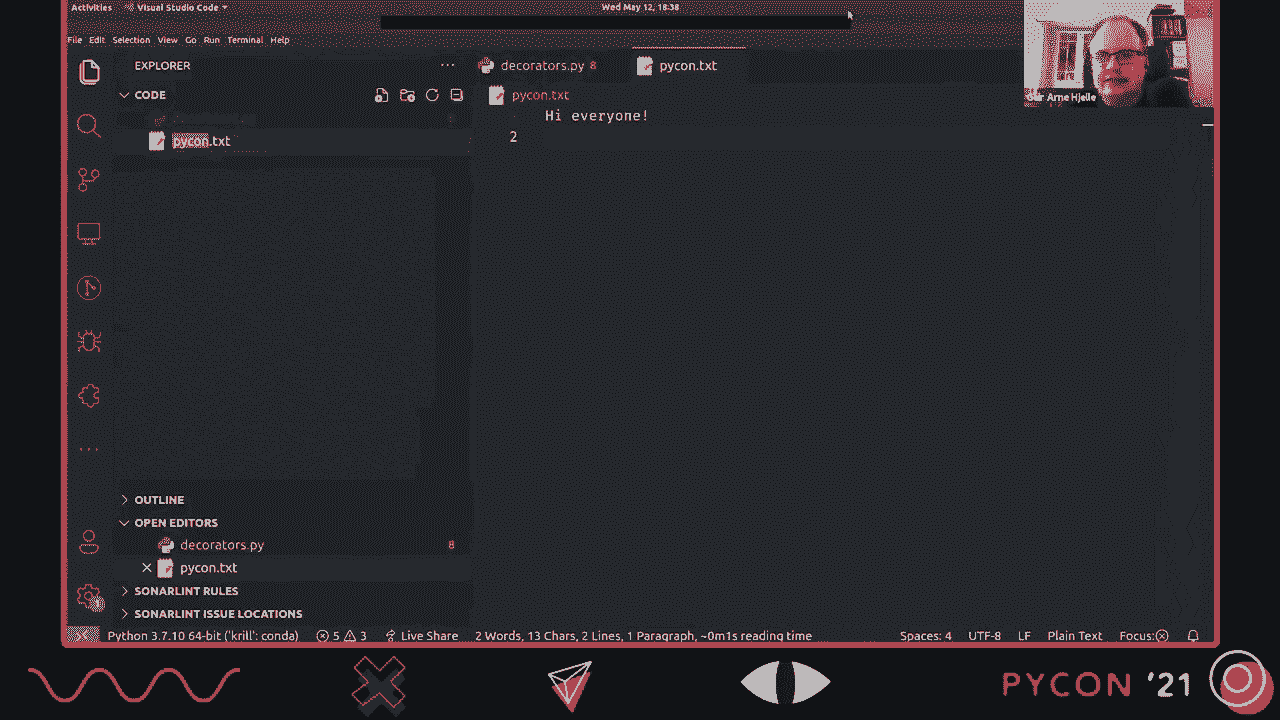 Activities Visual Studio Code Wed May 12, 18:38
File Edit Selection View Go Run Terminal Help
EXPLORER ··· decorators.py 8 pycon.txt
CODE pycon.txt
Arne Hjelle
Hi everyone!
2
pycon.txt
OUTLINE
OPEN EDITORS
decorators.py 8
pycon.txt
SONARLINT RULES
SONARLINT ISSUE LOCATIONS
Python 3.7.10 64-bit ('krill': conda) 5 3 Live Share 2 Words, 13 Chars, 2 Lines, 1 Paragraph, ~0m1s reading time Spaces: 4 UTF-8 LF Plain Text Focus:
PYCON '21